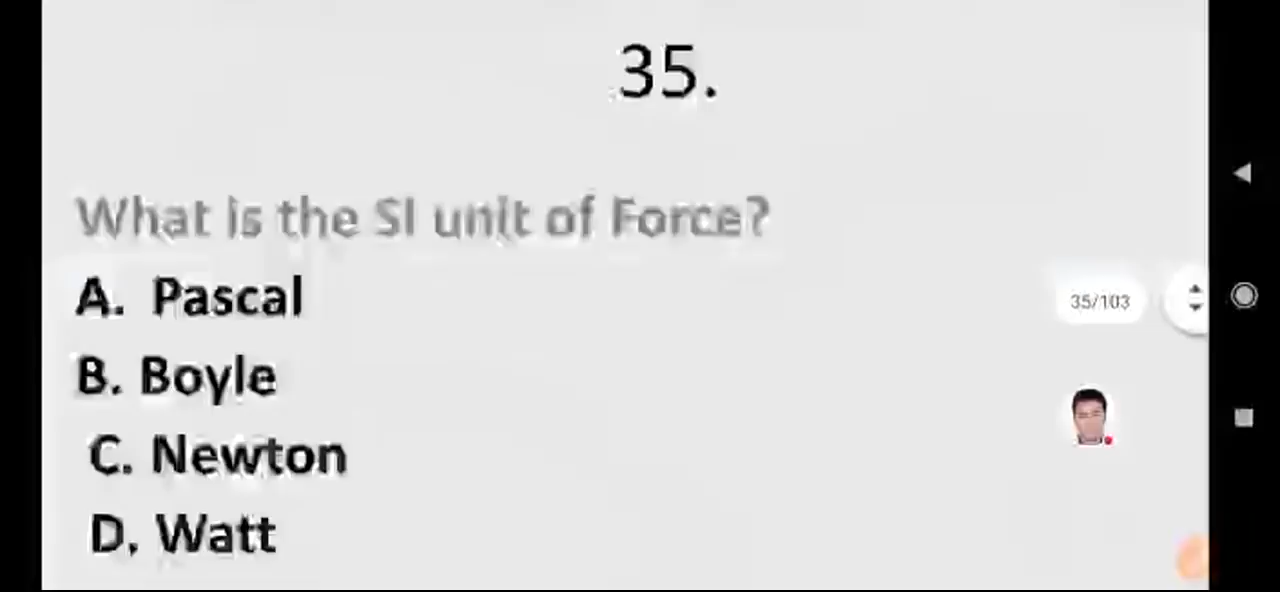 35.
What is the SI unit of Force?
A. Pascal
35/103
B. Boyle
C. Newton
D. Watt